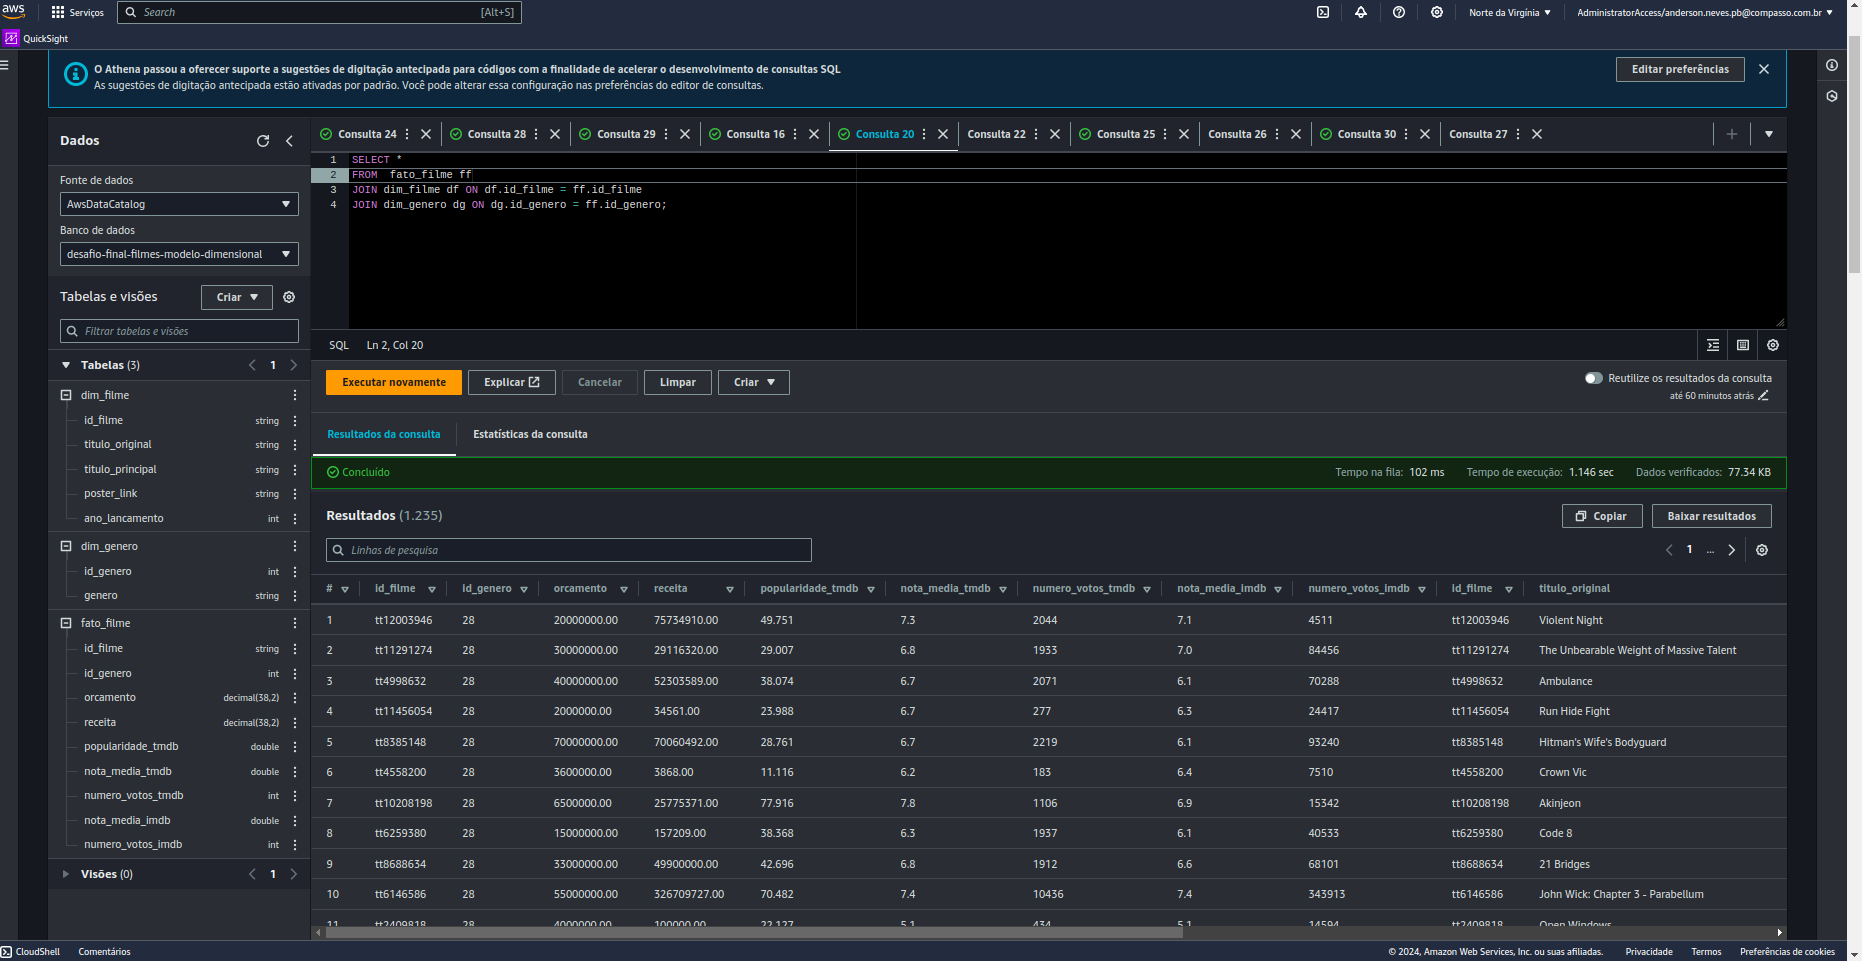 aws
Serviços
Search
[Alt+S]
Norte da Virgínia
AdministratorAccess/anderson.neves.pb@compasso.com.br
QuickSight
O Athena passou a oferecer suporte a sugestões de digitação antecipada para códigos com a finalidade de acelerar o desenvolvimento de consultas SQL
As sugestões de digitação antecipada estão ativadas por padrão. Você pode alterar essa configuração nas preferências do editor de consultas.
Editar preferências
Dados
Fonte de dados
AwsDataCatalog
Banco de dados
desafio-final-filmes-modelo-dimensional
Tabelas e visões
Criar
Filtrar tabelas e visões
Tabelas (3)
1
dim_filme
id_filme string
titulo_original string
titulo_principal string
poster_link string
ano_lancamento int
dim_genero
id_genero int
genero string
fato_filme
id_filme string
id_genero int
orcamento decimal(38,2)
receita decimal(38,2)
popularidade_tmdb double
nota_media_tmdb double
numero_votos_tmdb int
nota_media_imdb double
numero_votos_imdb int
Visões (0)
1
Consulta 24
Consulta 28
Consulta 29
Consulta 16
Consulta 20
Consulta 22
Consulta 25
Consulta 26
Consulta 30
Consulta 27
1 SELECT *
2 FROM  fato_filme ff
3 JOIN dim_filme df ON df.id_filme = ff.id_filme
4 JOIN dim_genero dg ON dg.id_genero = ff.id_genero;
SQL
Ln 2, Col 20
Executar novamente
Explicar
Cancelar
Limpar
Criar
Reutilize os resultados da consulta
até 60 minutos atrás
Resultados da consulta
Estatísticas da consulta
Concluído
Tempo na fila: 102 ms
Tempo de execução: 1.146 sec
Dados verificados: 77.34 KB
Resultados (1.235)
Copiar
Baixar resultados
Linhas de pesquisa
1 ...
# id_filme id_genero orcamento receita popularidade_tmdb nota_media_tmdb numero_votos_tmdb nota_media_imdb numero_votos_imdb id_filme titulo_original
1 tt12003946 28 20000000.00 75734910.00 49.751 7.3 2044 7.1 4511 tt12003946 Violent Night
2 tt11291274 28 30000000.00 29116320.00 29.007 6.8 1933 7.0 84456 tt11291274 The Unbearable Weight of Massive Talent
3 tt4998632 28 40000000.00 52303589.00 38.074 6.7 2071 6.1 70288 tt4998632 Ambulance
4 tt11456054 28 2000000.00 34561.00 23.988 6.7 277 6.3 24417 tt11456054 Run Hide Fight
5 tt8385148 28 70000000.00 70060492.00 28.761 6.7 2219 6.1 93240 tt8385148 Hitman's Wife's Bodyguard
6 tt4558200 28 3600000.00 3868.00 11.116 6.2 183 6.4 7510 tt4558200 Crown Vic
7 tt10208198 28 6500000.00 25775371.00 77.916 7.8 1106 6.9 15342 tt10208198 Akinjeon
8 tt6259380 28 15000000.00 157209.00 38.368 6.3 1937 6.1 40533 tt6259380 Code 8
9 tt8688634 28 33000000.00 49900000.00 42.696 6.8 1912 6.6 68101 tt8688634 21 Bridges
10 tt6146586 28 55000000.00 326709727.00 70.482 7.4 10436 7.4 343913 tt6146586 John Wick: Chapter 3 - Parabellum
11 tt2409818 28 4000000.00 100000.00 22.127 5.1 434 5.1 14594 tt2409818 Open Windows
CloudShell
Comentários
© 2024, Amazon Web Services, Inc. ou suas afiliadas.
Privacidade
Termos
Preferências de cookies